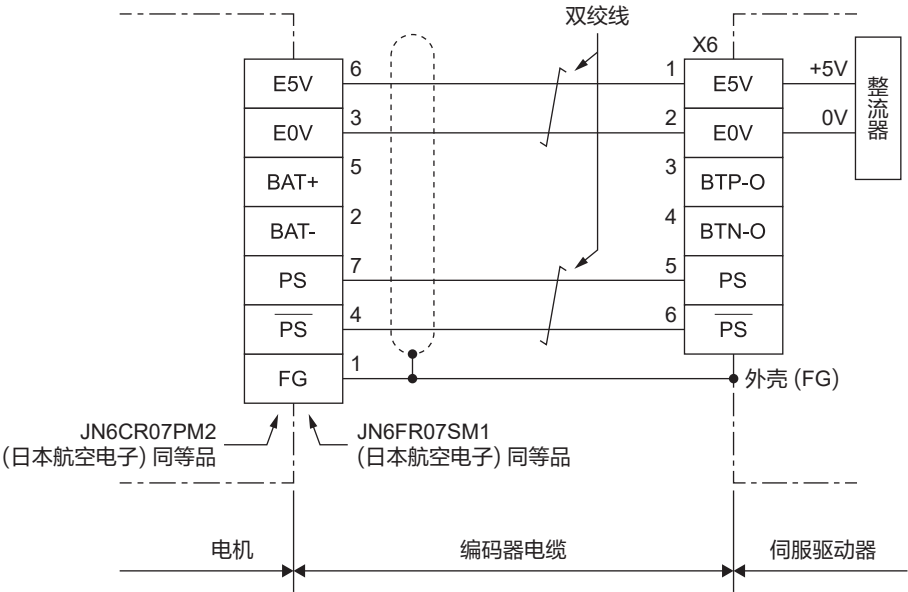 双绞线
X6
E5V 6 1 E5V +5V
E0V 3 2 E0V 0V
整流器
BAT+ 5 3 BTP-O
BAT- 2 4 BTN-O
PS 7 5 PS
P̅S̅ 4 6 P̅S̅
FG 1 外壳 (FG)
JN6CR07PM2
(日本航空电子) 同等品
JN6FR07SM1
(日本航空电子) 同等品
电机 编码器电缆 伺服驱动器